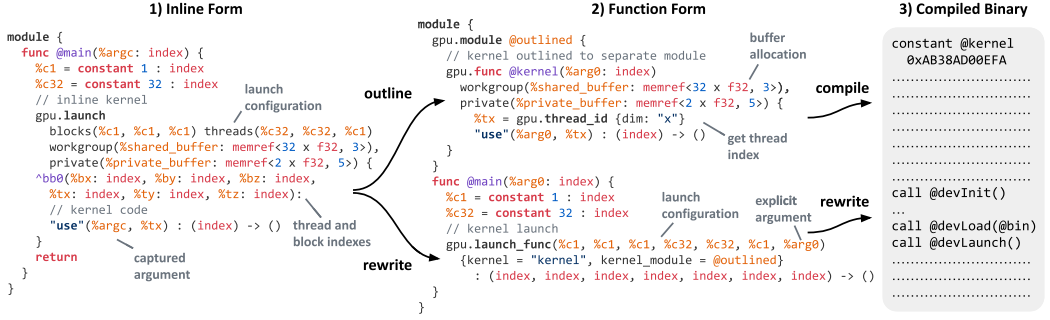 1) Inline Form
module {
func @main(%argc: index) {
%c1 = constant 1 : index
%c32 = constant 32 : index
// inline kernel
gpu.launch
blocks(%c1, %c1, %c1) threads(%c32, %c32, %c1)
workgroup(%shared_buffer: memref<32 x f32, 3>),
private(%private_buffer: memref<2 x f32, 5>) {
^bb0(%bx: index, %by: index, %bz: index,
%tx: index, %ty: index, %tz: index):
// kernel code
"use"(%argc, %tx) : (index) -> ()
}
return
}
}
launch
configuration
thread and
block indexes
captured
argument
outline
rewrite
2) Function Form
module {
gpu.module @outlined {
// kernel outlined to separate module
gpu.func @kernel(%arg0: index)
workgroup(%shared_buffer: memref<32 x f32, 3>),
private(%private_buffer: memref<2 x f32, 5>) {
%tx = gpu.thread_id {dim: "x"}
"use"(%arg0, %tx) : (index) -> ()
}
}
func @main(%arg0: index) {
%c1 = constant 1 : index
%c32 = constant 32 : index
// kernel launch
gpu.launch_func(%c1, %c1, %c1, %c32, %c32, %c1, %arg0)
{kernel = "kernel", kernel_module = @outlined}
: (index, index, index, index, index, index, index) -> ()
}
}
buffer
allocation
get thread
index
launch
configuration
explicit
argument
compile
rewrite
3) Compiled Binary
constant @kernel
0xAB38AD00EFA
..............................
..............................
..............................
..............................
..............................
..............................
..............................
call @devInit()
...
call @devLoad(@bin)
call @devLaunch()
..............................
..............................
..............................